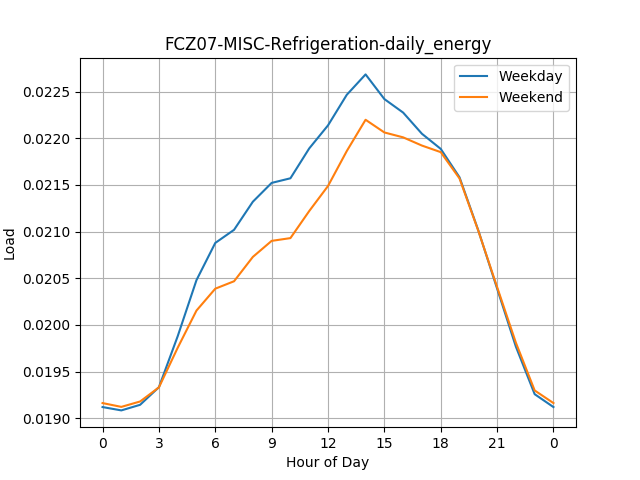 FCZ07-MISC-Refrigeration-daily_energy
Weekday
Weekend
0.0225
0.0220
0.0215
0.0210
0.0205
0.0200
0.0195
0.0190
Load
0 3 6 9 12 15 18 21 0
Hour of Day